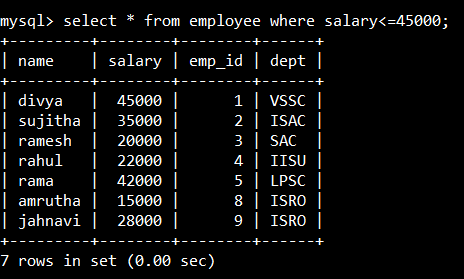 mysql> select * from employee where salary<=45000;
+---------+--------+--------+------+
| name    | salary | emp_id | dept |
+---------+--------+--------+------+
| divya   |  45000 |      1 | VSSC |
| sujitha |  35000 |      2 | ISAC |
| ramesh  |  20000 |      3 | SAC  |
| rahul   |  22000 |      4 | IISU |
| rama    |  42000 |      5 | LPSC |
| amrutha |  15000 |      8 | ISRO |
| jahnavi |  28000 |      9 | ISRO |
+---------+--------+--------+------+
7 rows in set (0.00 sec)